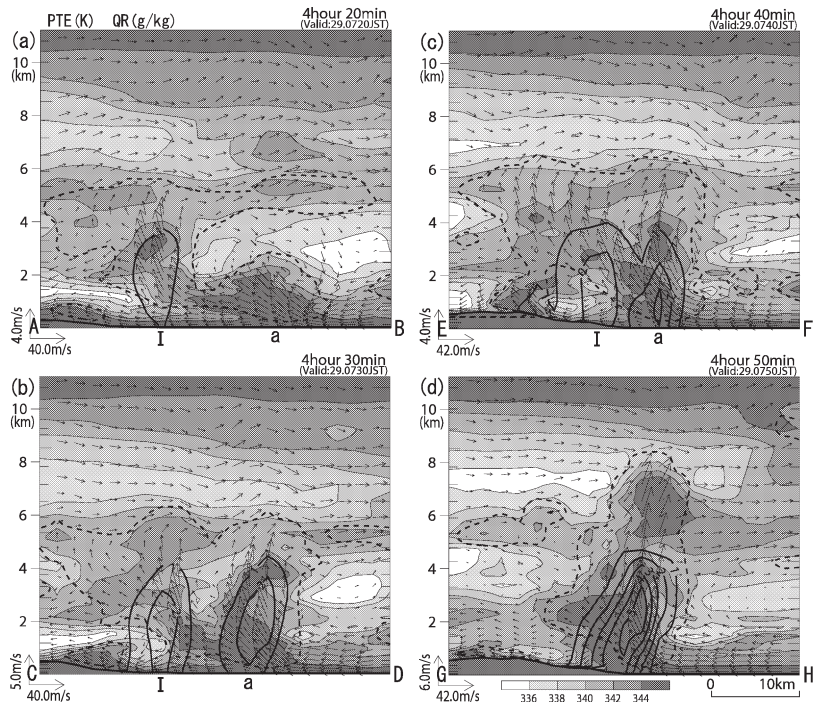 PTE(K) QR(g/kg) 4hour 20min
(Valid:29.0720JST)
(a)
10
(km)
8
6
4
2
4.0m/s
A B
40.0m/s
I a
4hour 40min
(Valid:29.0740JST)
(c)
10
(km)
8
6
4
2
4.0m/s
E F
42.0m/s
I a
4hour 30min
(Valid:29.0730JST)
(b)
10
(km)
8
6
4
2
5.0m/s
C D
40.0m/s
I a
4hour 50min
(Valid:29.0750JST)
(d)
10
(km)
8
6
4
2
6.0m/s
G H
42.0m/s
336 338 340 342 344
0 10km